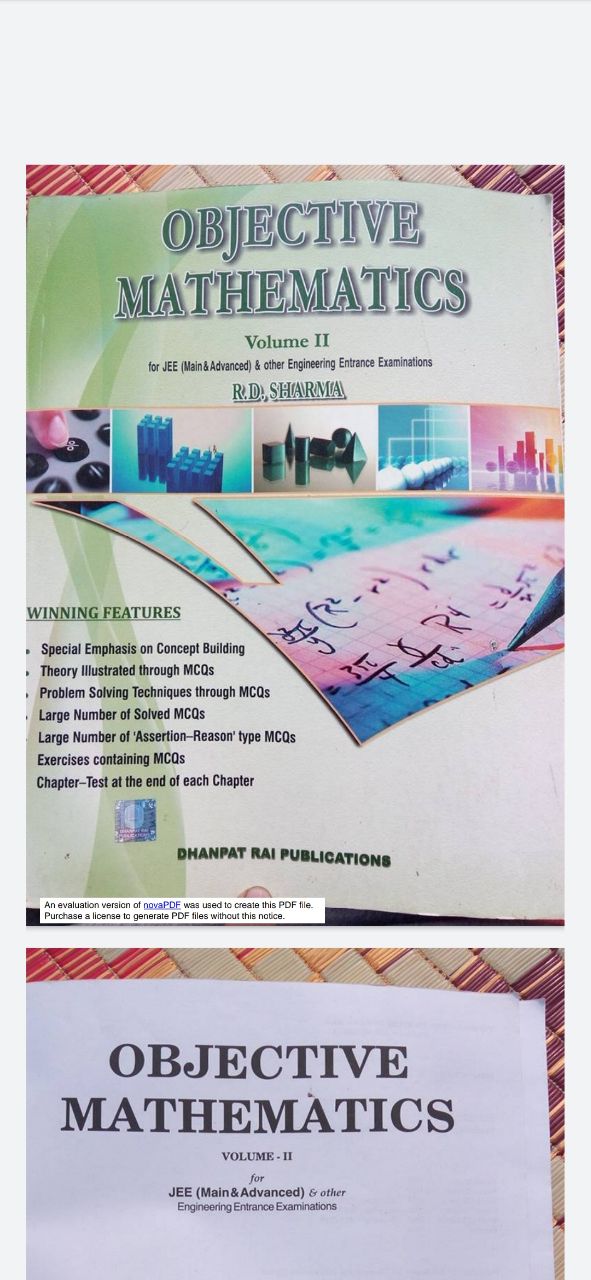 OBJECTIVE
MATHEMATICS
Volume II
for JEE (Main & Advanced) & other Engineering Entrance Examinations
R.D. SHARMA
%
WINNING FEATURES
Special Emphasis on Concept Building
Theory Illustrated through MCQs
Problem Solving Techniques through MCQs
Large Number of Solved MCQs
Large Number of 'Assertion–Reason' type MCQs
Exercises containing MCQs
Chapter–Test at the end of each Chapter
DHANPAT RAI PUBLICATIONS
An evaluation version of novaPDF was used to create this PDF file.
Purchase a license to generate PDF files without this notice.
OBJECTIVE
MATHEMATICS
VOLUME - II
for
JEE (Main & Advanced) & other
Engineering Entrance Examinations